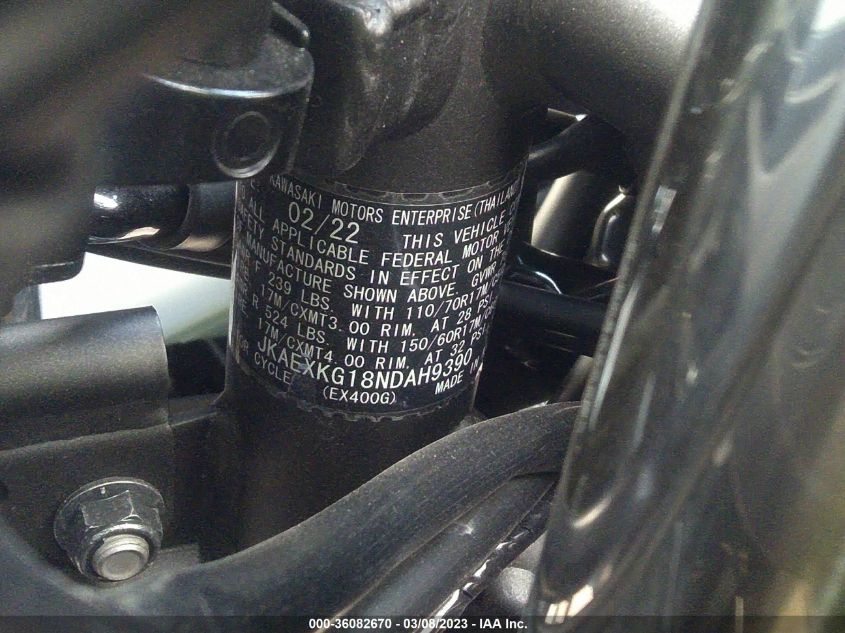 KAWASAKI MOTORS ENTERPRISE (THAILAND
02/22 THIS VEHICLE
TO ALL APPLICABLE FEDERAL MOTOR
SAFETY STANDARDS IN EFFECT ON THE
MANUFACTURE SHOWN ABOVE. GVWR
F 239 LBS. WITH 110/70R17M/C
17M/CXMT3.00 RIM. AT 28 PSI
R 524 LBS. WITH 150/60R17M/C
17M/CXMT4.00 RIM. AT 32 PSI
JKAEXKG18NDAH9390
CYCLE MADE IN
(EX400G)
000-36082670 - 03/08/2023 - IAA Inc.